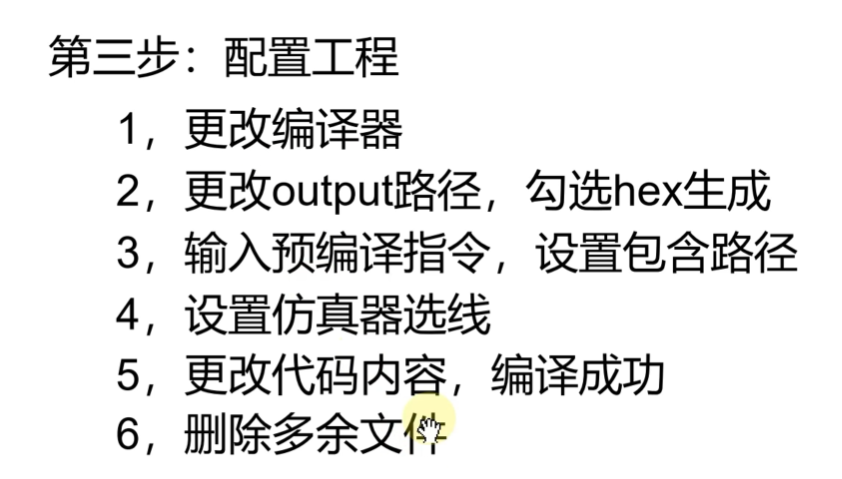 第三步：配置工程
1，更改编译器
2，更改output路径，勾选hex生成
3，输入预编译指令，设置包含路径
4，设置仿真器选线
5，更改代码内容，编译成功
6，删除多余文件